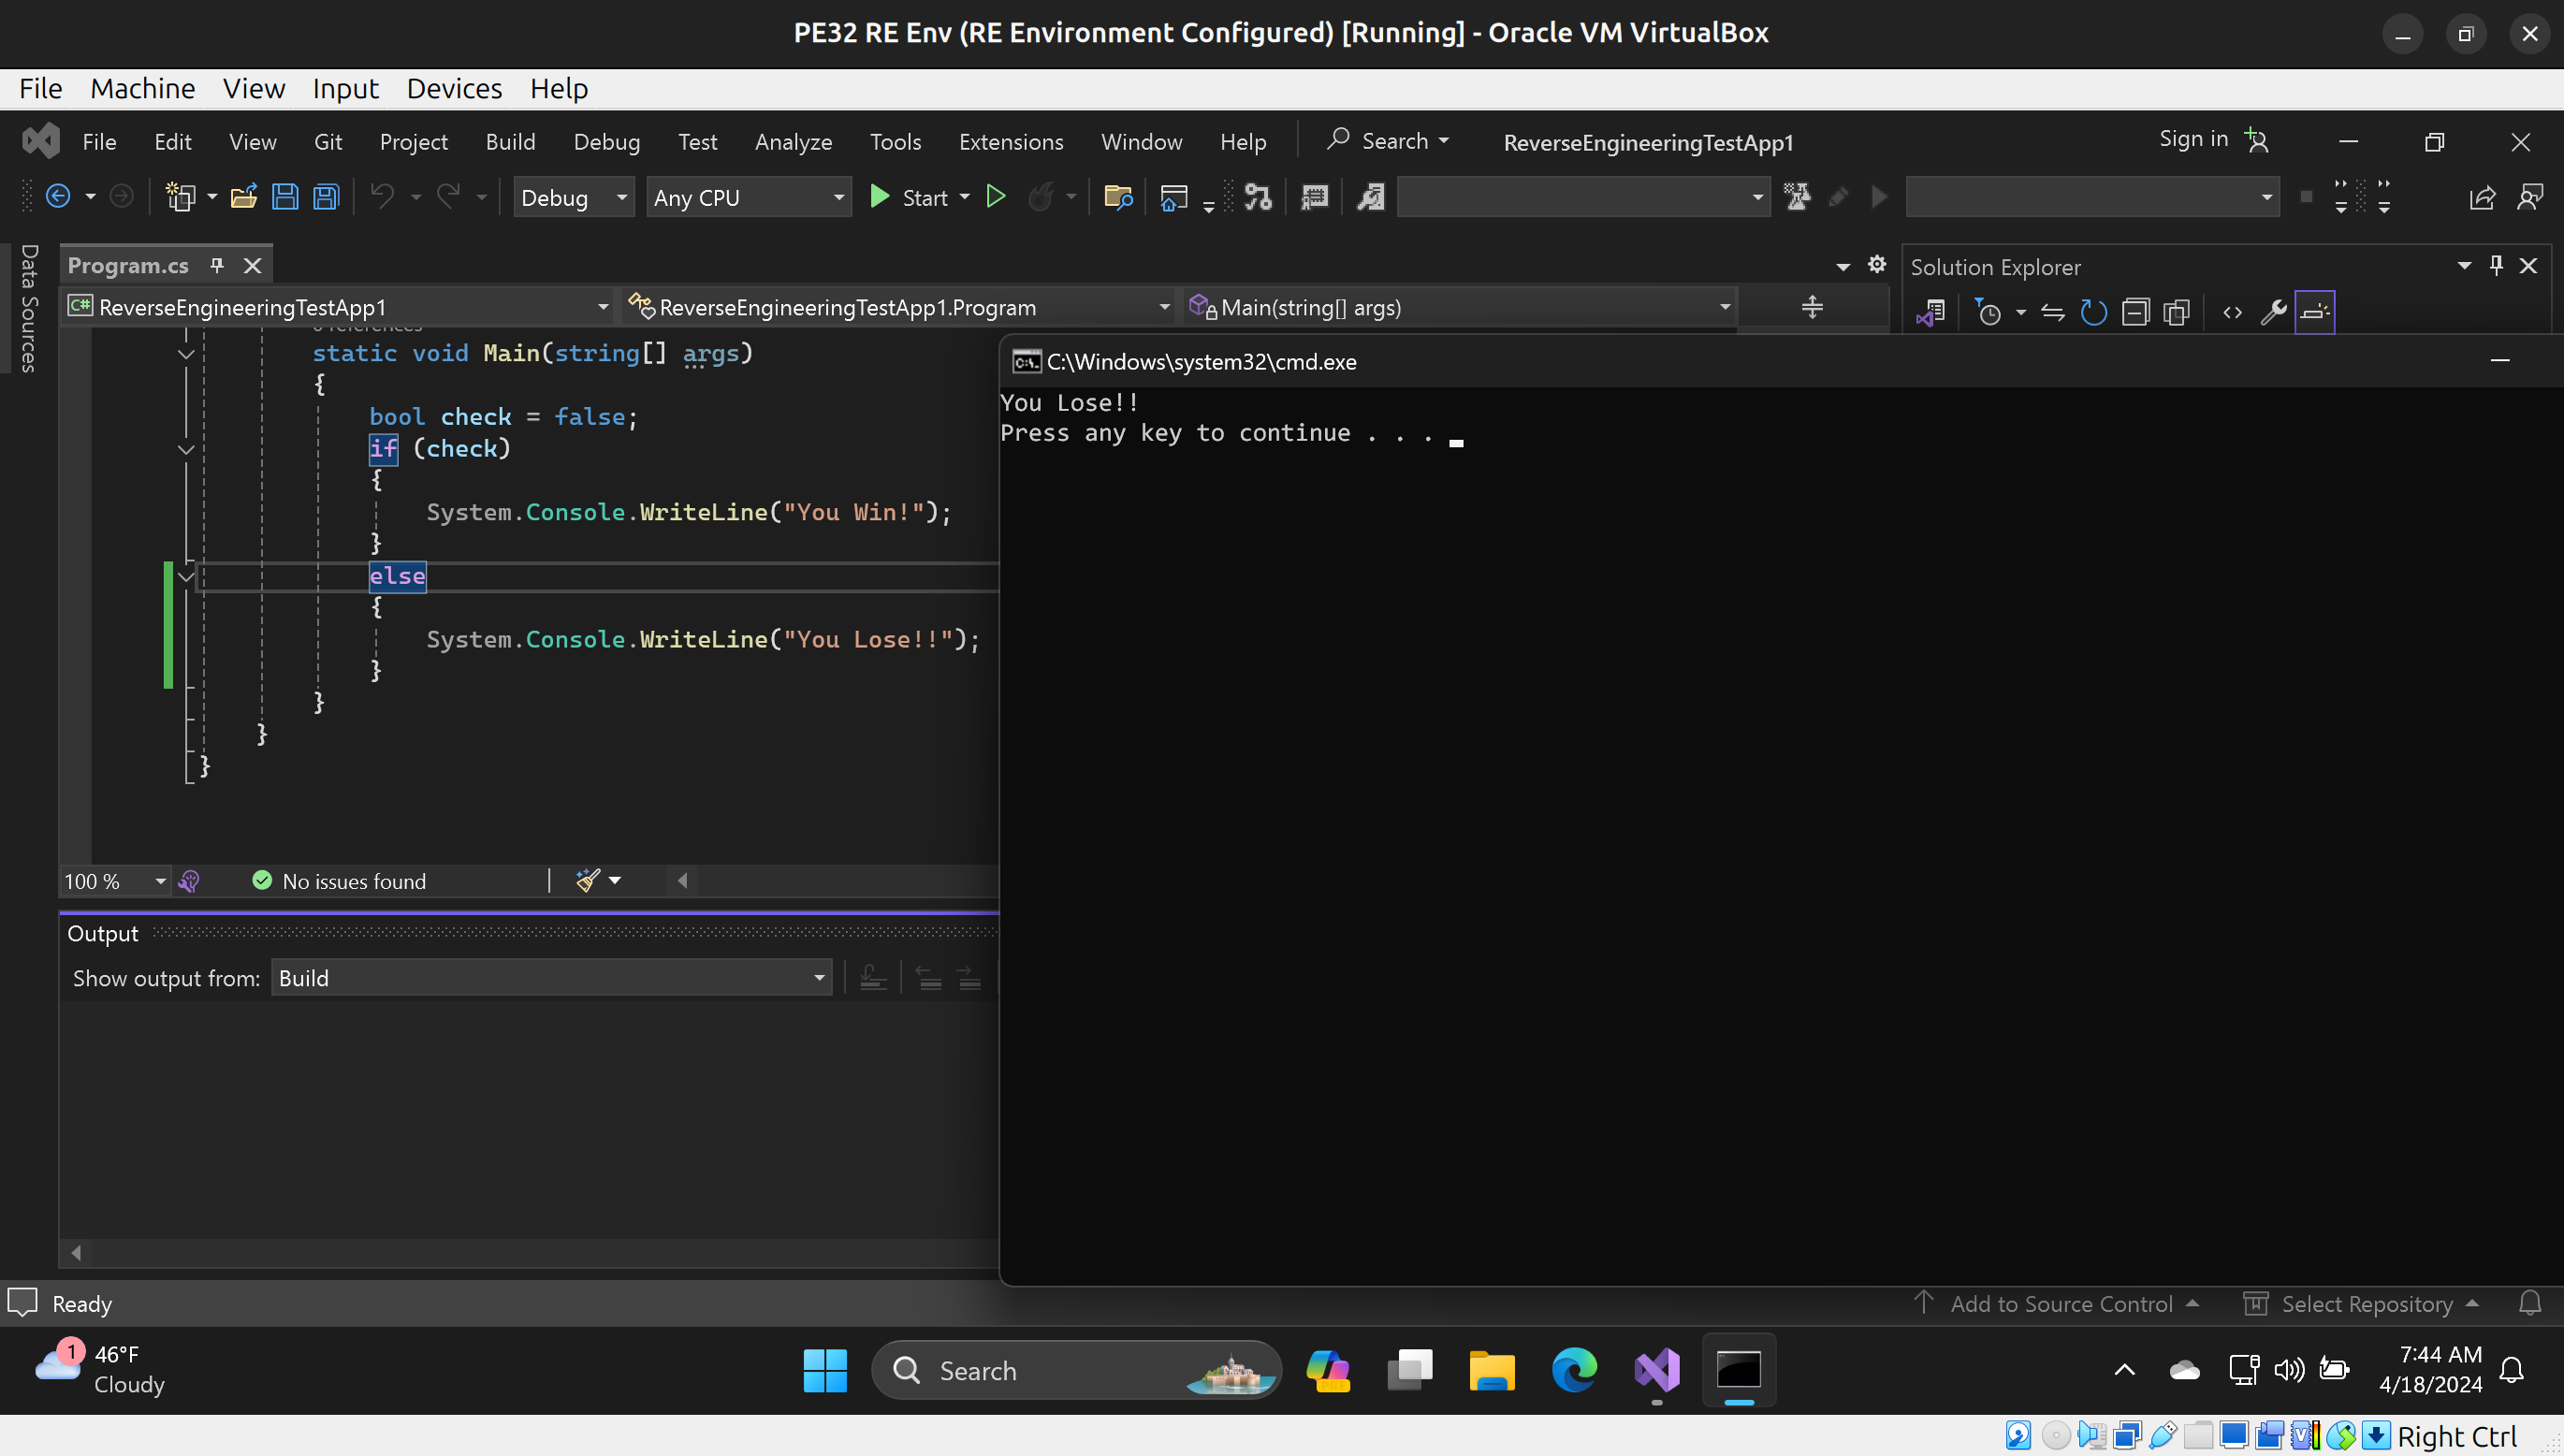 PE32 RE Env (RE Environment Configured) [Running] - Oracle VM VirtualBox
File Machine View Input Devices Help
File Edit View Git Project Build Debug Test Analyze Tools Extensions Window Help Search ReverseEngineeringTestApp1 Sign in
Debug Any CPU Start
Data Sources
Program.cs
Solution Explorer
C# ReverseEngineeringTestApp1 ReverseEngineeringTestApp1.Program Main(string[] args)
0 references
static void Main(string[] args)
{
bool check = false;
if (check)
{
System.Console.WriteLine("You Win!");
}
else
{
System.Console.WriteLine("You Lose!!");
}
}
}
}
C:\Windows\system32\cmd.exe
You Lose!!
Press any key to continue . . .
100 % No issues found
Output
Show output from: Build
Ready Add to Source Control Select Repository
1 46°F
Cloudy
Search
PRE
7:44 AM
4/18/2024
Right Ctrl